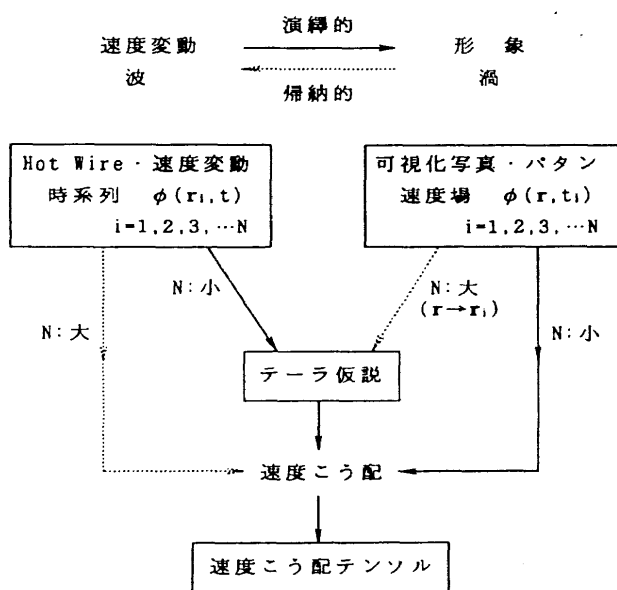 演繹的
速度変動
形 象
波
渦
帰納的
Hot Wire・速度変動
時系列 φ(rᵢ,t)
i=1,2,3,…N
可視化写真・パタン
速度場 φ(r,tᵢ)
i=1,2,3,…N
N:小
N:大
(r→rᵢ)
N:大
N:小
テーラ仮説
速度こう配
速度こう配テンソル